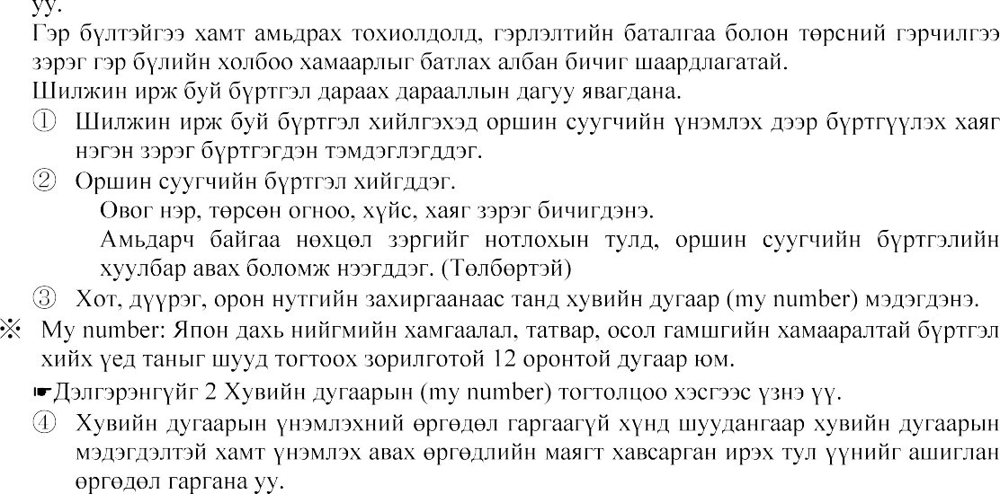 уу.
Гэр бүлтэйгээ хамт амьдрах тохиолдолд, гэрлэлтийн баталгаа болон төрсний гэрчилгээ
зэрэг гэр бүлийн холбоо хамаарлыг батлах албан бичиг шаардлагатай.
Шилжин ирж буй бүртгэл дараах дарааллын дагуу явагдана.
① Шилжин ирж буй бүртгэл хийлгэхэд оршин суугчийн үнэмлэх дээр бүртгүүлэх хаяг
нэгэн зэрэг бүртгэгдэн тэмдэглэгддэг.
② Оршин суугчийн бүртгэл хийгддэг.
Овог нэр, төрсөн огноо, хүйс, хаяг зэрэг бичигдэнэ.
Амьдарч байгаа нөхцөл зэргийг нотлохын тулд, оршин суугчийн бүртгэлийн
хуулбар авах боломж нээгддэг. (Төлбөртэй)
③ Хот, дүүрэг, орон нутгийн захиргаанаас танд хувийн дугаар (my number) мэдэгдэнэ.
※ My number: Япон дахь нийгмийн хамгаалал, татвар, осол гамшгийн хамааралтай бүртгэл
хийх үед таныг шууд тогтоох зорилготой 12 оронтой дугаар юм.
☛Дэлгэрэнгүйг 2 Хувийн дугаарын (my number) тогтолцоо хэсгээс үзнэ үү.
④ Хувийн дугаарын үнэмлэхний өргөдөл гаргаагүй хүнд шуудангаар хувийн дугаарын
мэдэгдэлтэй хамт үнэмлэх авах өргөдлийн маягт хавсарган ирэх тул үүнийг ашиглан
өргөдөл гаргана уу.